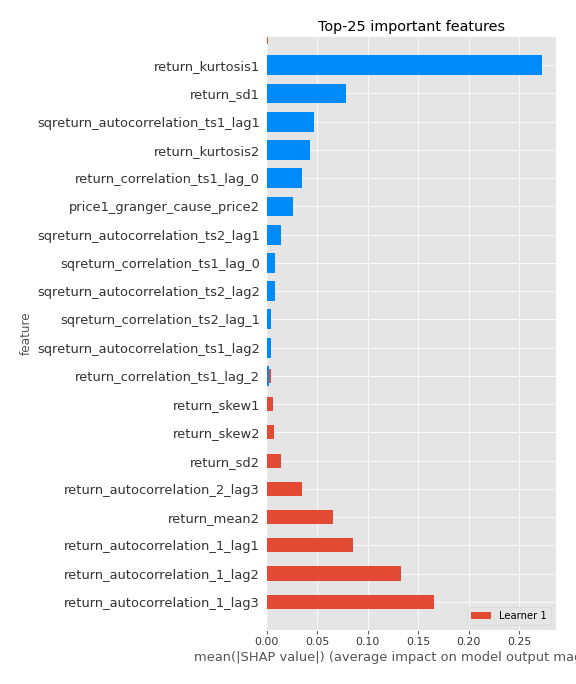 Top-25 important features
return_kurtosis1
return_sd1
sqreturn_autocorrelation_ts1_lag1
return_kurtosis2
return_correlation_ts1_lag_0
price1_granger_cause_price2
sqreturn_autocorrelation_ts2_lag1
sqreturn_correlation_ts1_lag_0
sqreturn_autocorrelation_ts2_lag2
sqreturn_correlation_ts2_lag_1
sqreturn_autocorrelation_ts1_lag2
return_correlation_ts1_lag_2
return_skew1
return_skew2
return_sd2
return_autocorrelation_2_lag3
return_mean2
return_autocorrelation_1_lag1
return_autocorrelation_1_lag2
return_autocorrelation_1_lag3
feature
Learner 1
0.00 0.05 0.10 0.15 0.20 0.25
mean(|SHAP value|) (average impact on model output mag